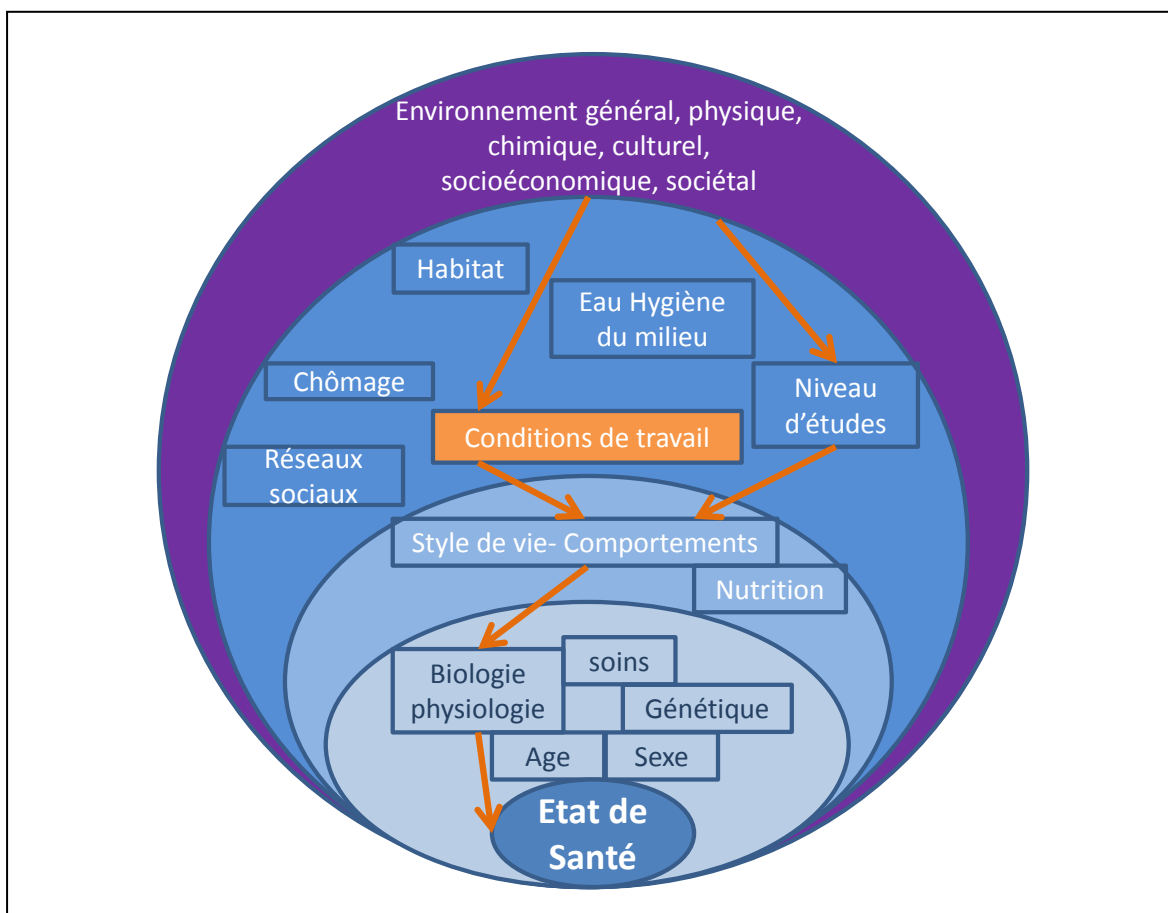 Environnement général, physique,
chimique, culturel,
socioéconomique, sociétal
Habitat
Eau Hygiène
du milieu
Chômage
Niveau
d'études
Conditions de travail
Réseaux
sociaux
Style de vie- Comportements
Nutrition
soins
Biologie
physiologie
Génétique
Age
Sexe
Etat de
Santé